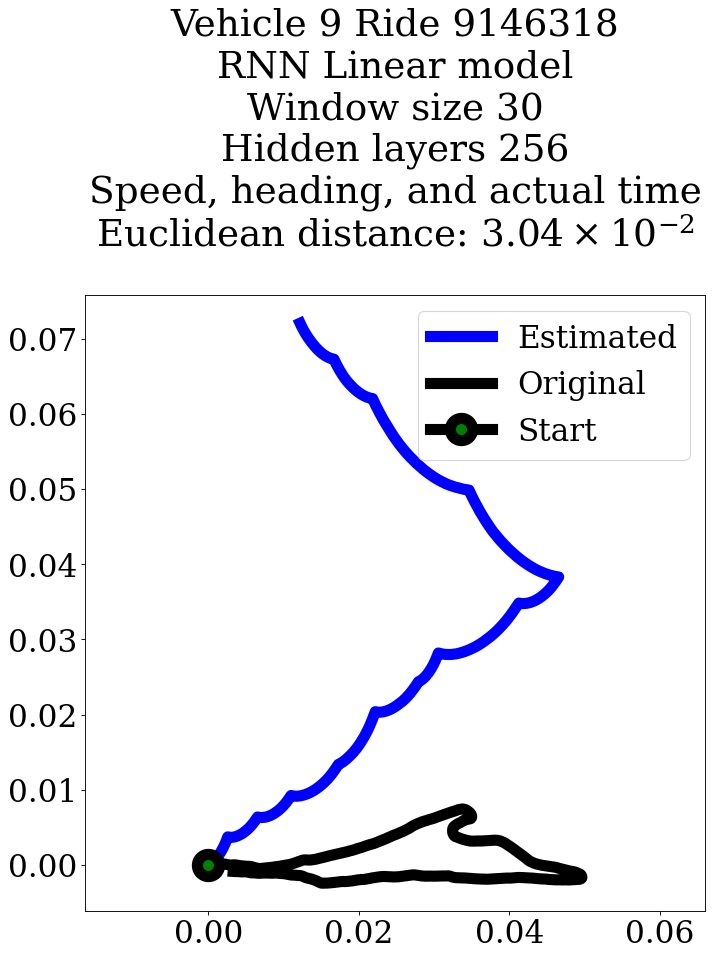 Vehicle 9 Ride 9146318
RNN Linear model
Window size 30
Hidden layers 256
Speed, heading, and actual time
Euclidean distance: 3.04 × 10⁻²
Estimated
Original
Start
0.07
0.06
0.05
0.04
0.03
0.02
0.01
0.00
0.00 0.02 0.04 0.06